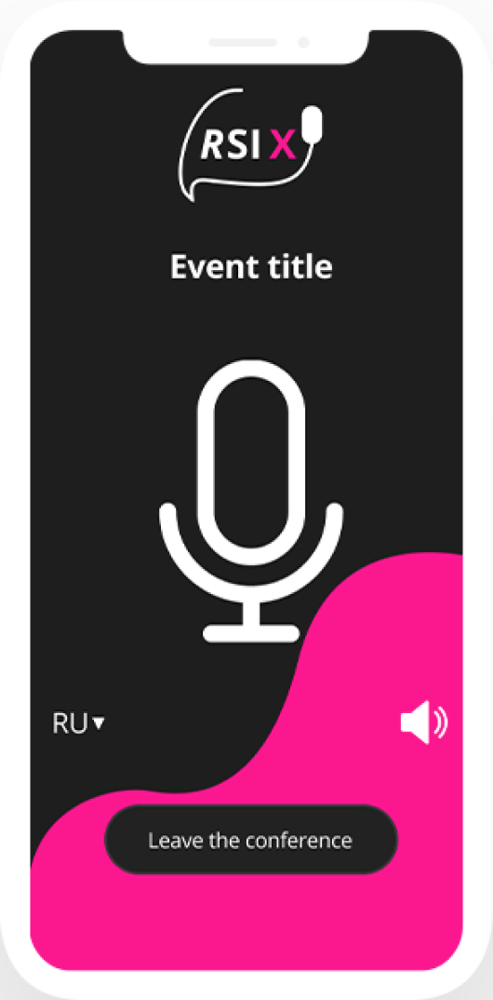 RSI X
Event title
RU▼
Leave the conference